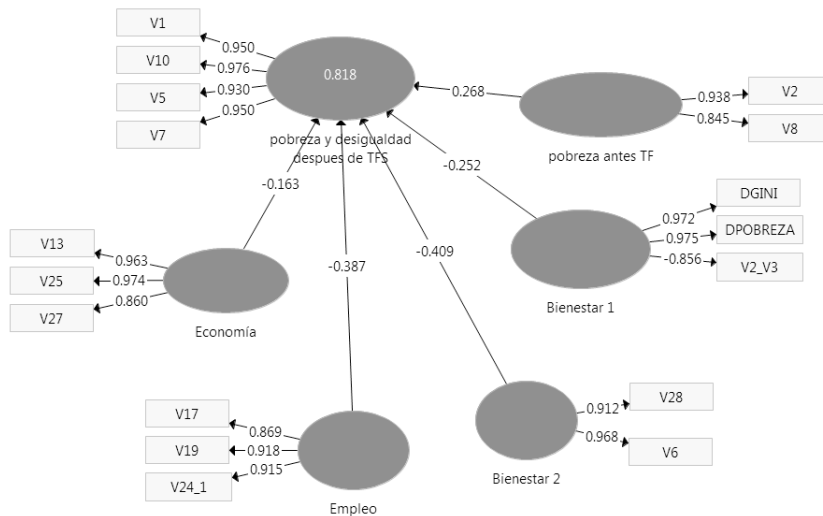 V1
0.950
V10
0.976
V5
0.930
V7
0.950
0.818
pobreza y desigualdad
despues de TFS
0.268
V2
0.938
V8
0.845
pobreza antes TF
-0.163
-0.252
-0.387
-0.409
DGINI
0.972
DPOBREZA
0.975
V2_V3
-0.856
Bienestar 1
V13
0.963
V25
0.974
V27
0.860
Economía
V17
0.869
V19
0.918
V24_1
0.915
Empleo
V28
0.912
V6
0.968
Bienestar 2